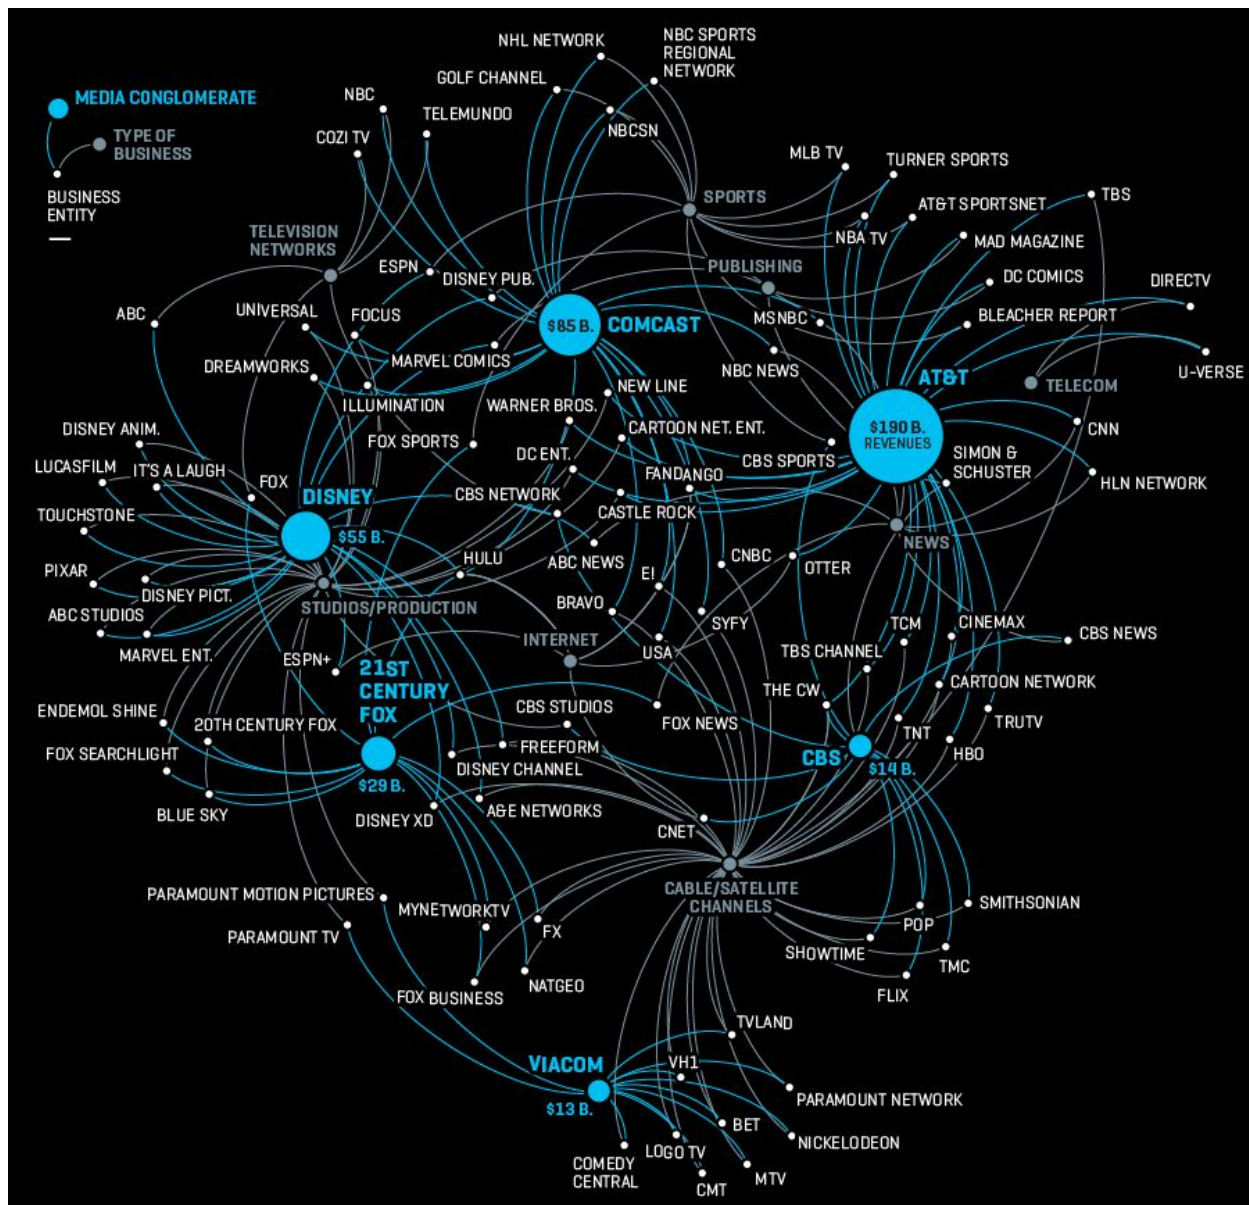 NHL NETWORK
NBC SPORTS
REGIONAL
NETWORK
GOLF CHANNEL
MEDIA CONGLOMERATE
NBC
TELEMUNDO
TYPE OF
BUSINESS
COZI TV
NBCSN
MLB TV
TURNER SPORTS
BUSINESS
ENTITY
SPORTS
TBS
AT&T SPORTSNET
TELEVISION
NETWORKS
NBA TV
MAD MAGAZINE
ESPN
DISNEY PUB.
PUBLISHING
DC COMICS
DIRECTV
ABC
UNIVERSAL
FOCUS
$85 B.
COMCAST
MSNBC
BLEACHER REPORT
DREAMWORKS
MARVEL COMICS
NBC NEWS
AT&T
U-VERSE
TELECOM
ILLUMINATION
NEW LINE
WARNER BROS.
$190 B.
REVENUES
CNN
DISNEY ANIM.
FOX SPORTS
CARTOON NET. ENT.
DC ENT.
CBS SPORTS
SIMON &
SCHUSTER
LUCASFILM
IT'S A LAUGH
FOX
FANDANGO
HLN NETWORK
DISNEY
CBS NETWORK
TOUCHSTONE
CASTLE ROCK
$55 B.
NEWS
HULU
ABC NEWS
CNBC
OTTER
PIXAR
DISNEY PICT.
E!
STUDIOS/PRODUCTION
BRAVO
ABC STUDIOS
SYFY
TCM
CINEMAX
CBS NEWS
MARVEL ENT.
ESPN+
INTERNET
USA
TBS CHANNEL
21ST
CENTURY
FOX
CARTOON NETWORK
THE CW
ENDEMOL SHINE
20TH CENTURY FOX
CBS STUDIOS
FOX NEWS
TNT
TRUTV
FOX SEARCHLIGHT
FREEFORM
CBS
HBO
DISNEY CHANNEL
$14 B.
$29 B.
BLUE SKY
DISNEY XD
A&E NETWORKS
CNET
CABLE/SATELLITE
CHANNELS
PARAMOUNT MOTION PICTURES
MYNETWORKTV
SMITHSONIAN
PARAMOUNT TV
FX
POP
SHOWTIME
TMC
NATGEO
FOX BUSINESS
FLIX
TVLAND
VIACOM
VH1
$13 B.
PARAMOUNT NETWORK
BET
NICKELODEON
LOGO TV
COMEDY
CENTRAL
MTV
CMT